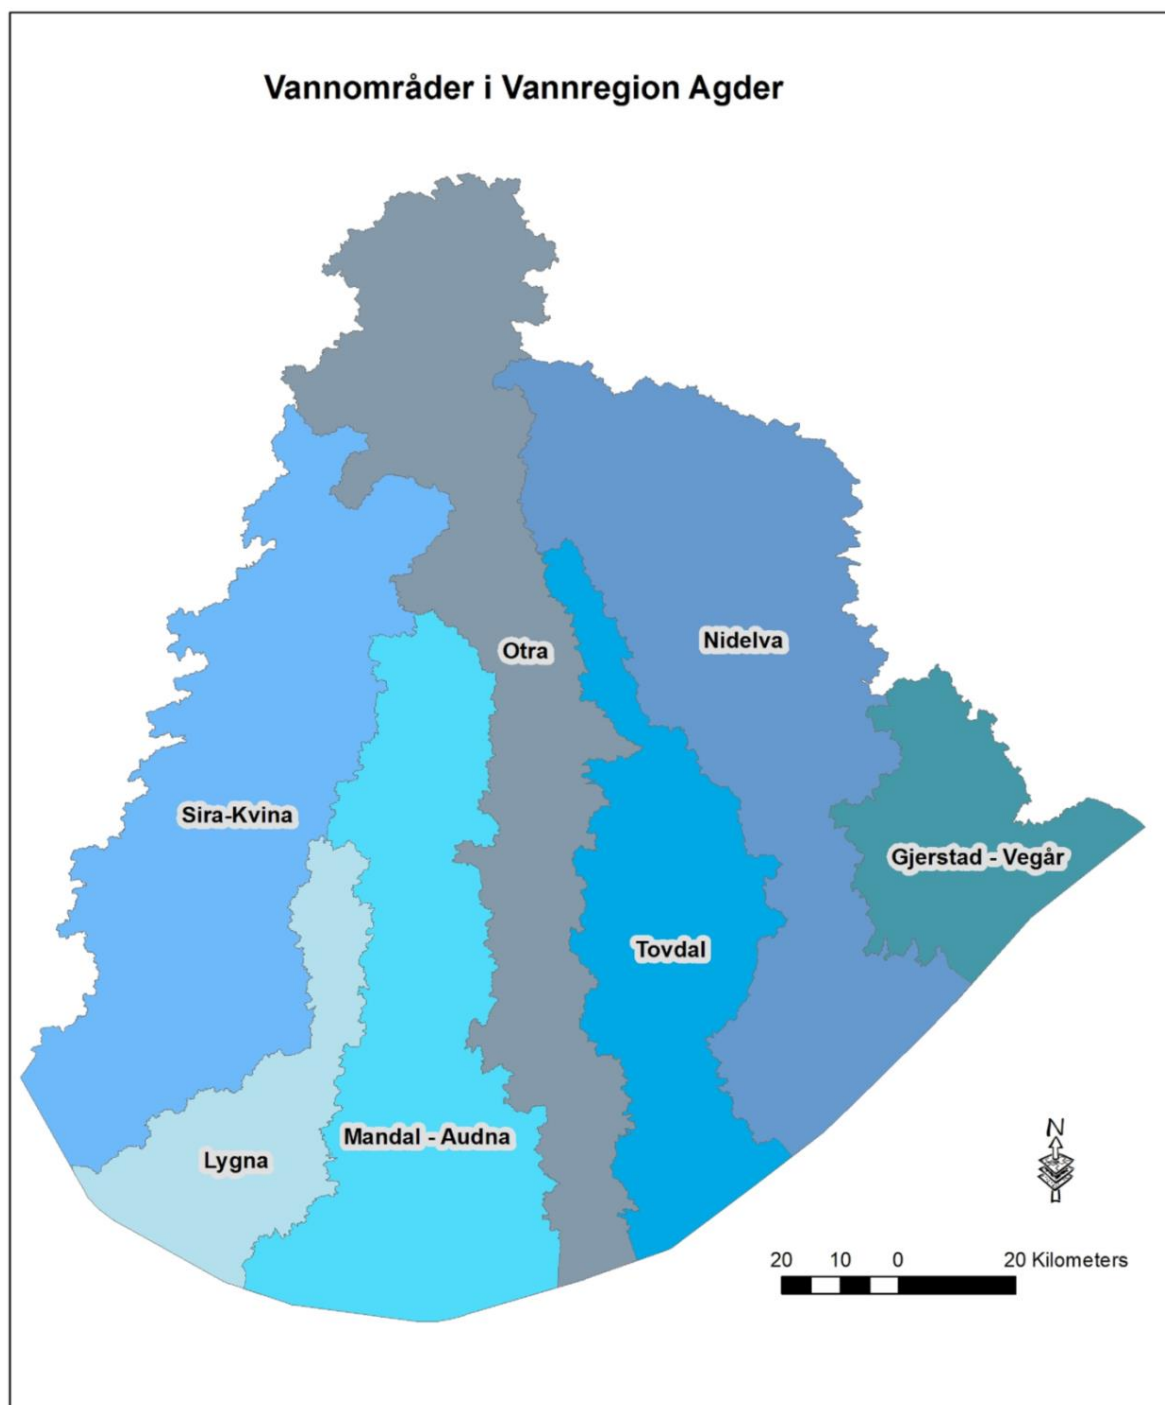 Vannområder i Vannregion Agder
Otra
Nidelva
Sira-Kvina
Gjerstad - Vegår
Tovdal
Mandal - Audna
Lygna
N
20 10 0 20 Kilometers